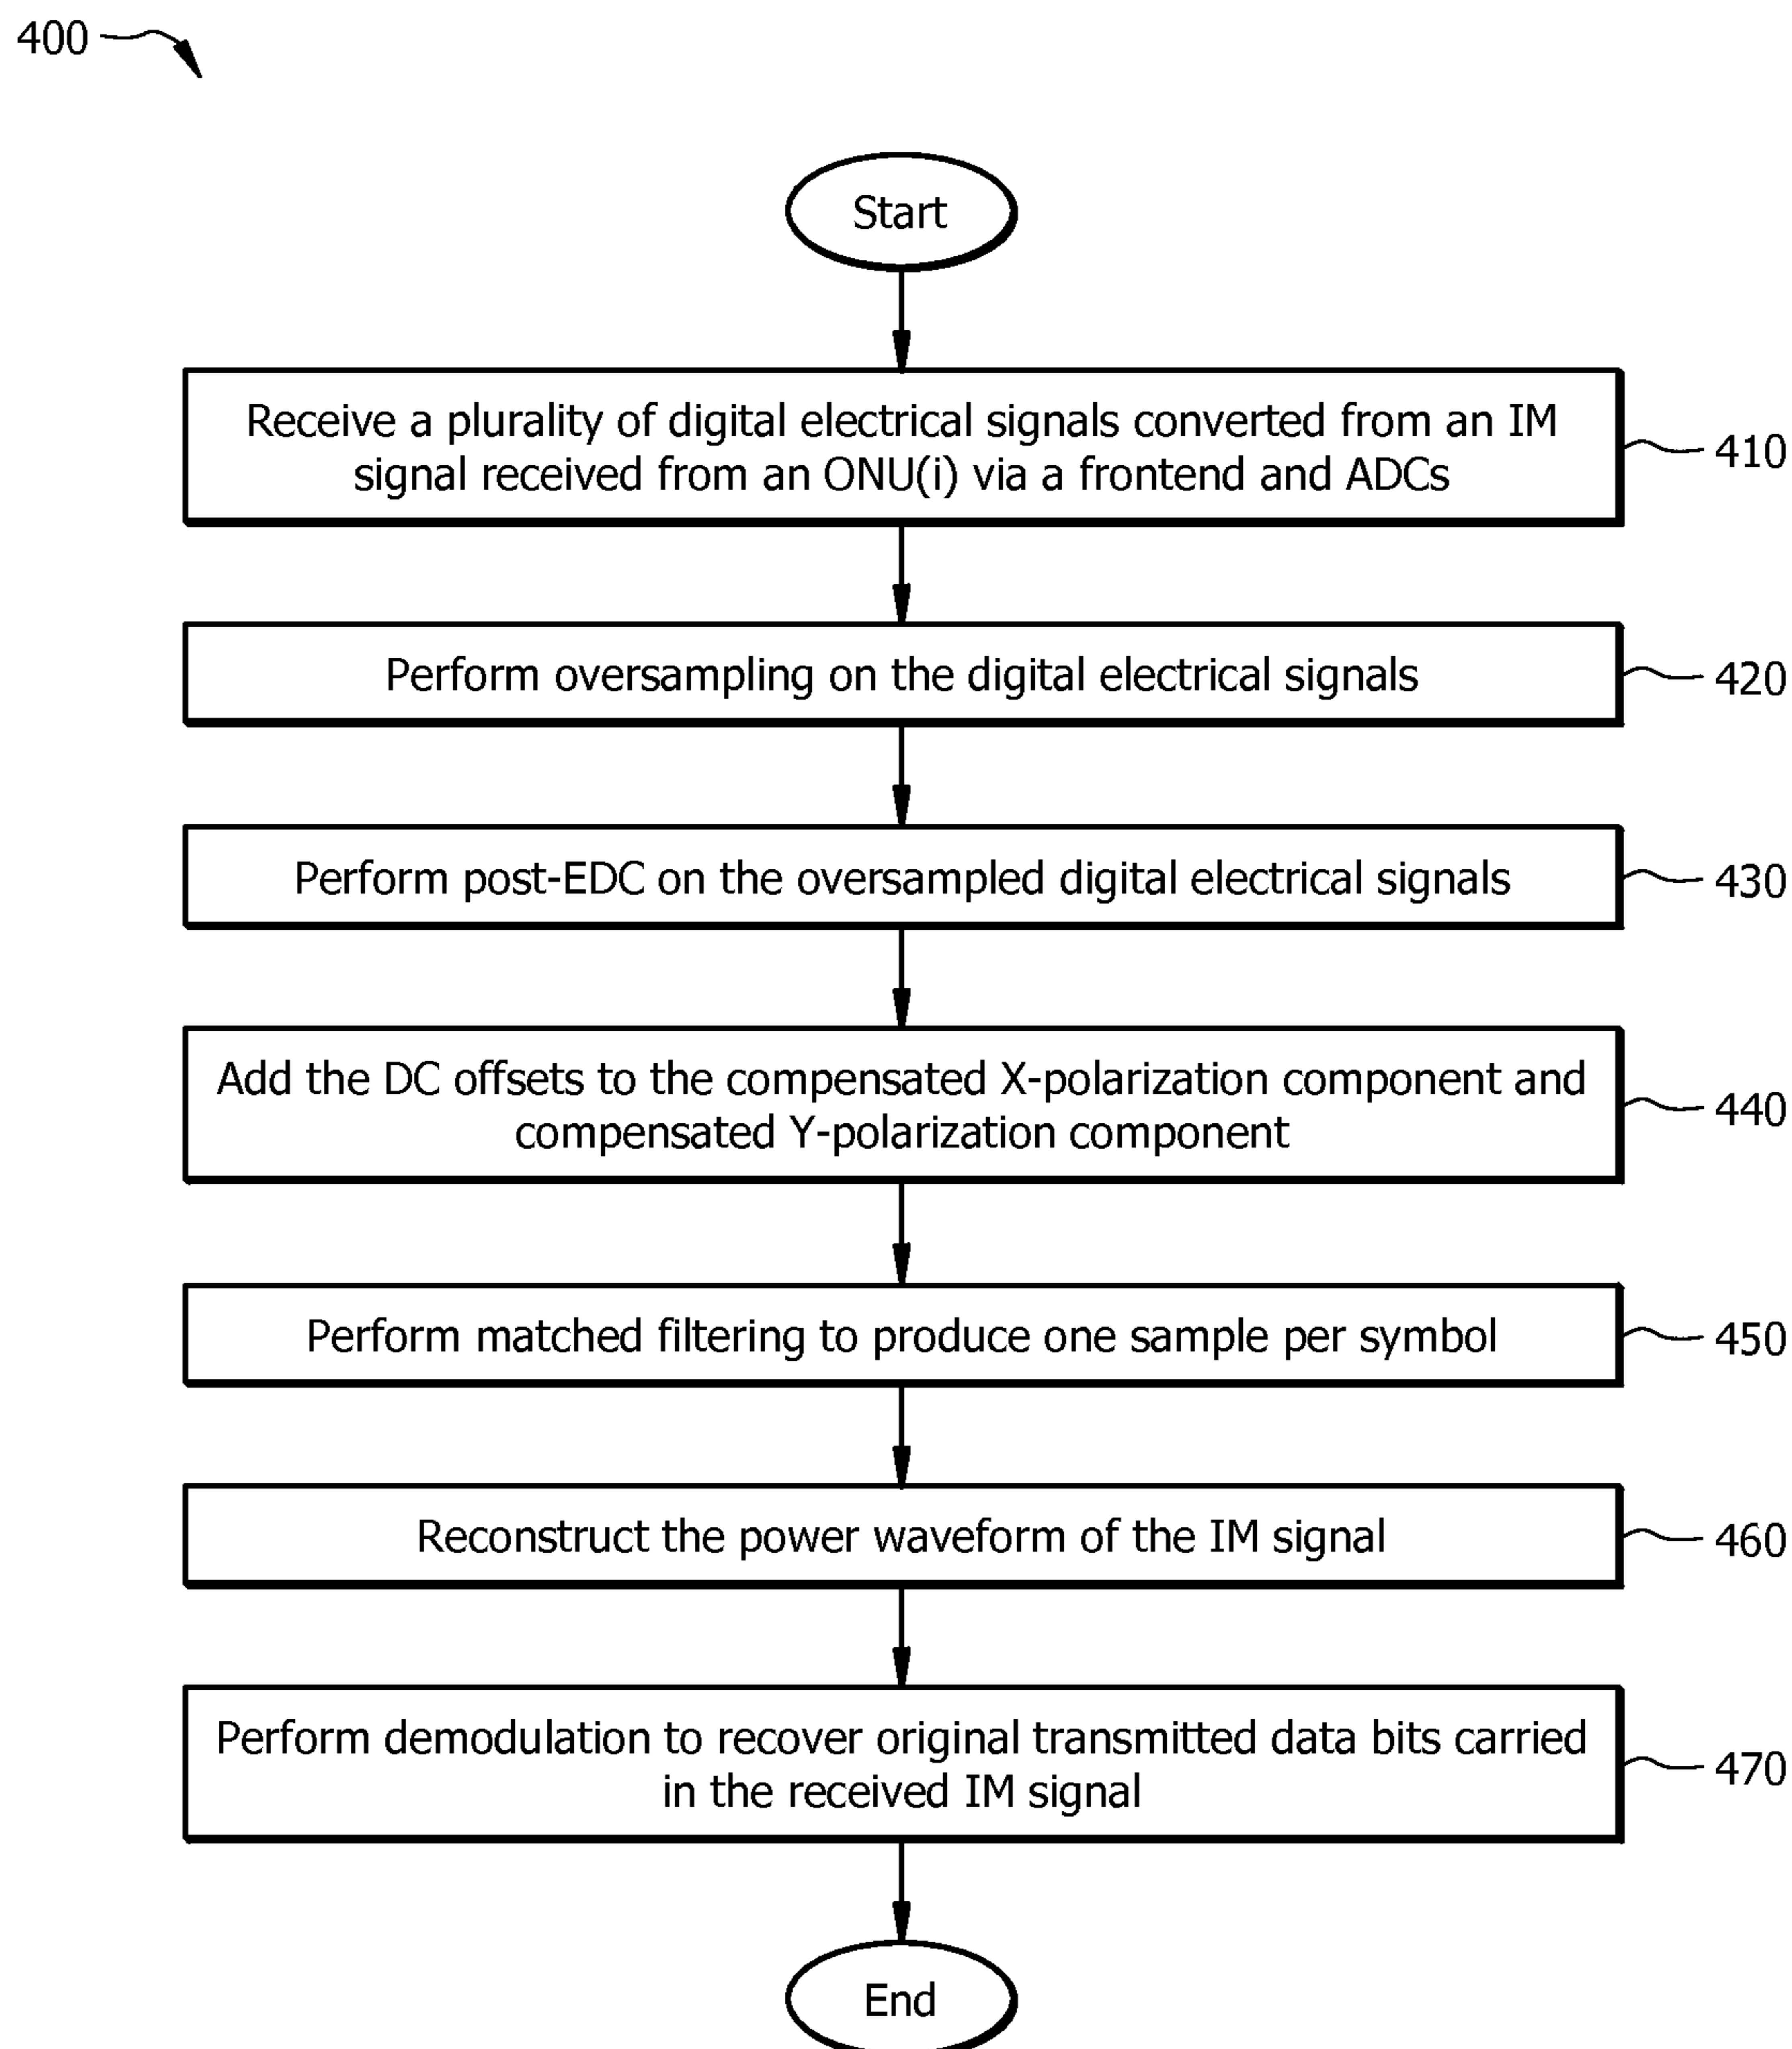 400
Start
Receive a plurality of digital electrical signals converted from an IM
signal received from an ONU(i) via a frontend and ADCs
410
Perform oversampling on the digital electrical signals
420
Perform post-EDC on the oversampled digital electrical signals
430
Add the DC offsets to the compensated X-polarization component and
compensated Y-polarization component
440
Perform matched filtering to produce one sample per symbol
450
Reconstruct the power waveform of the IM signal
460
Perform demodulation to recover original transmitted data bits carried
in the received IM signal
470
End